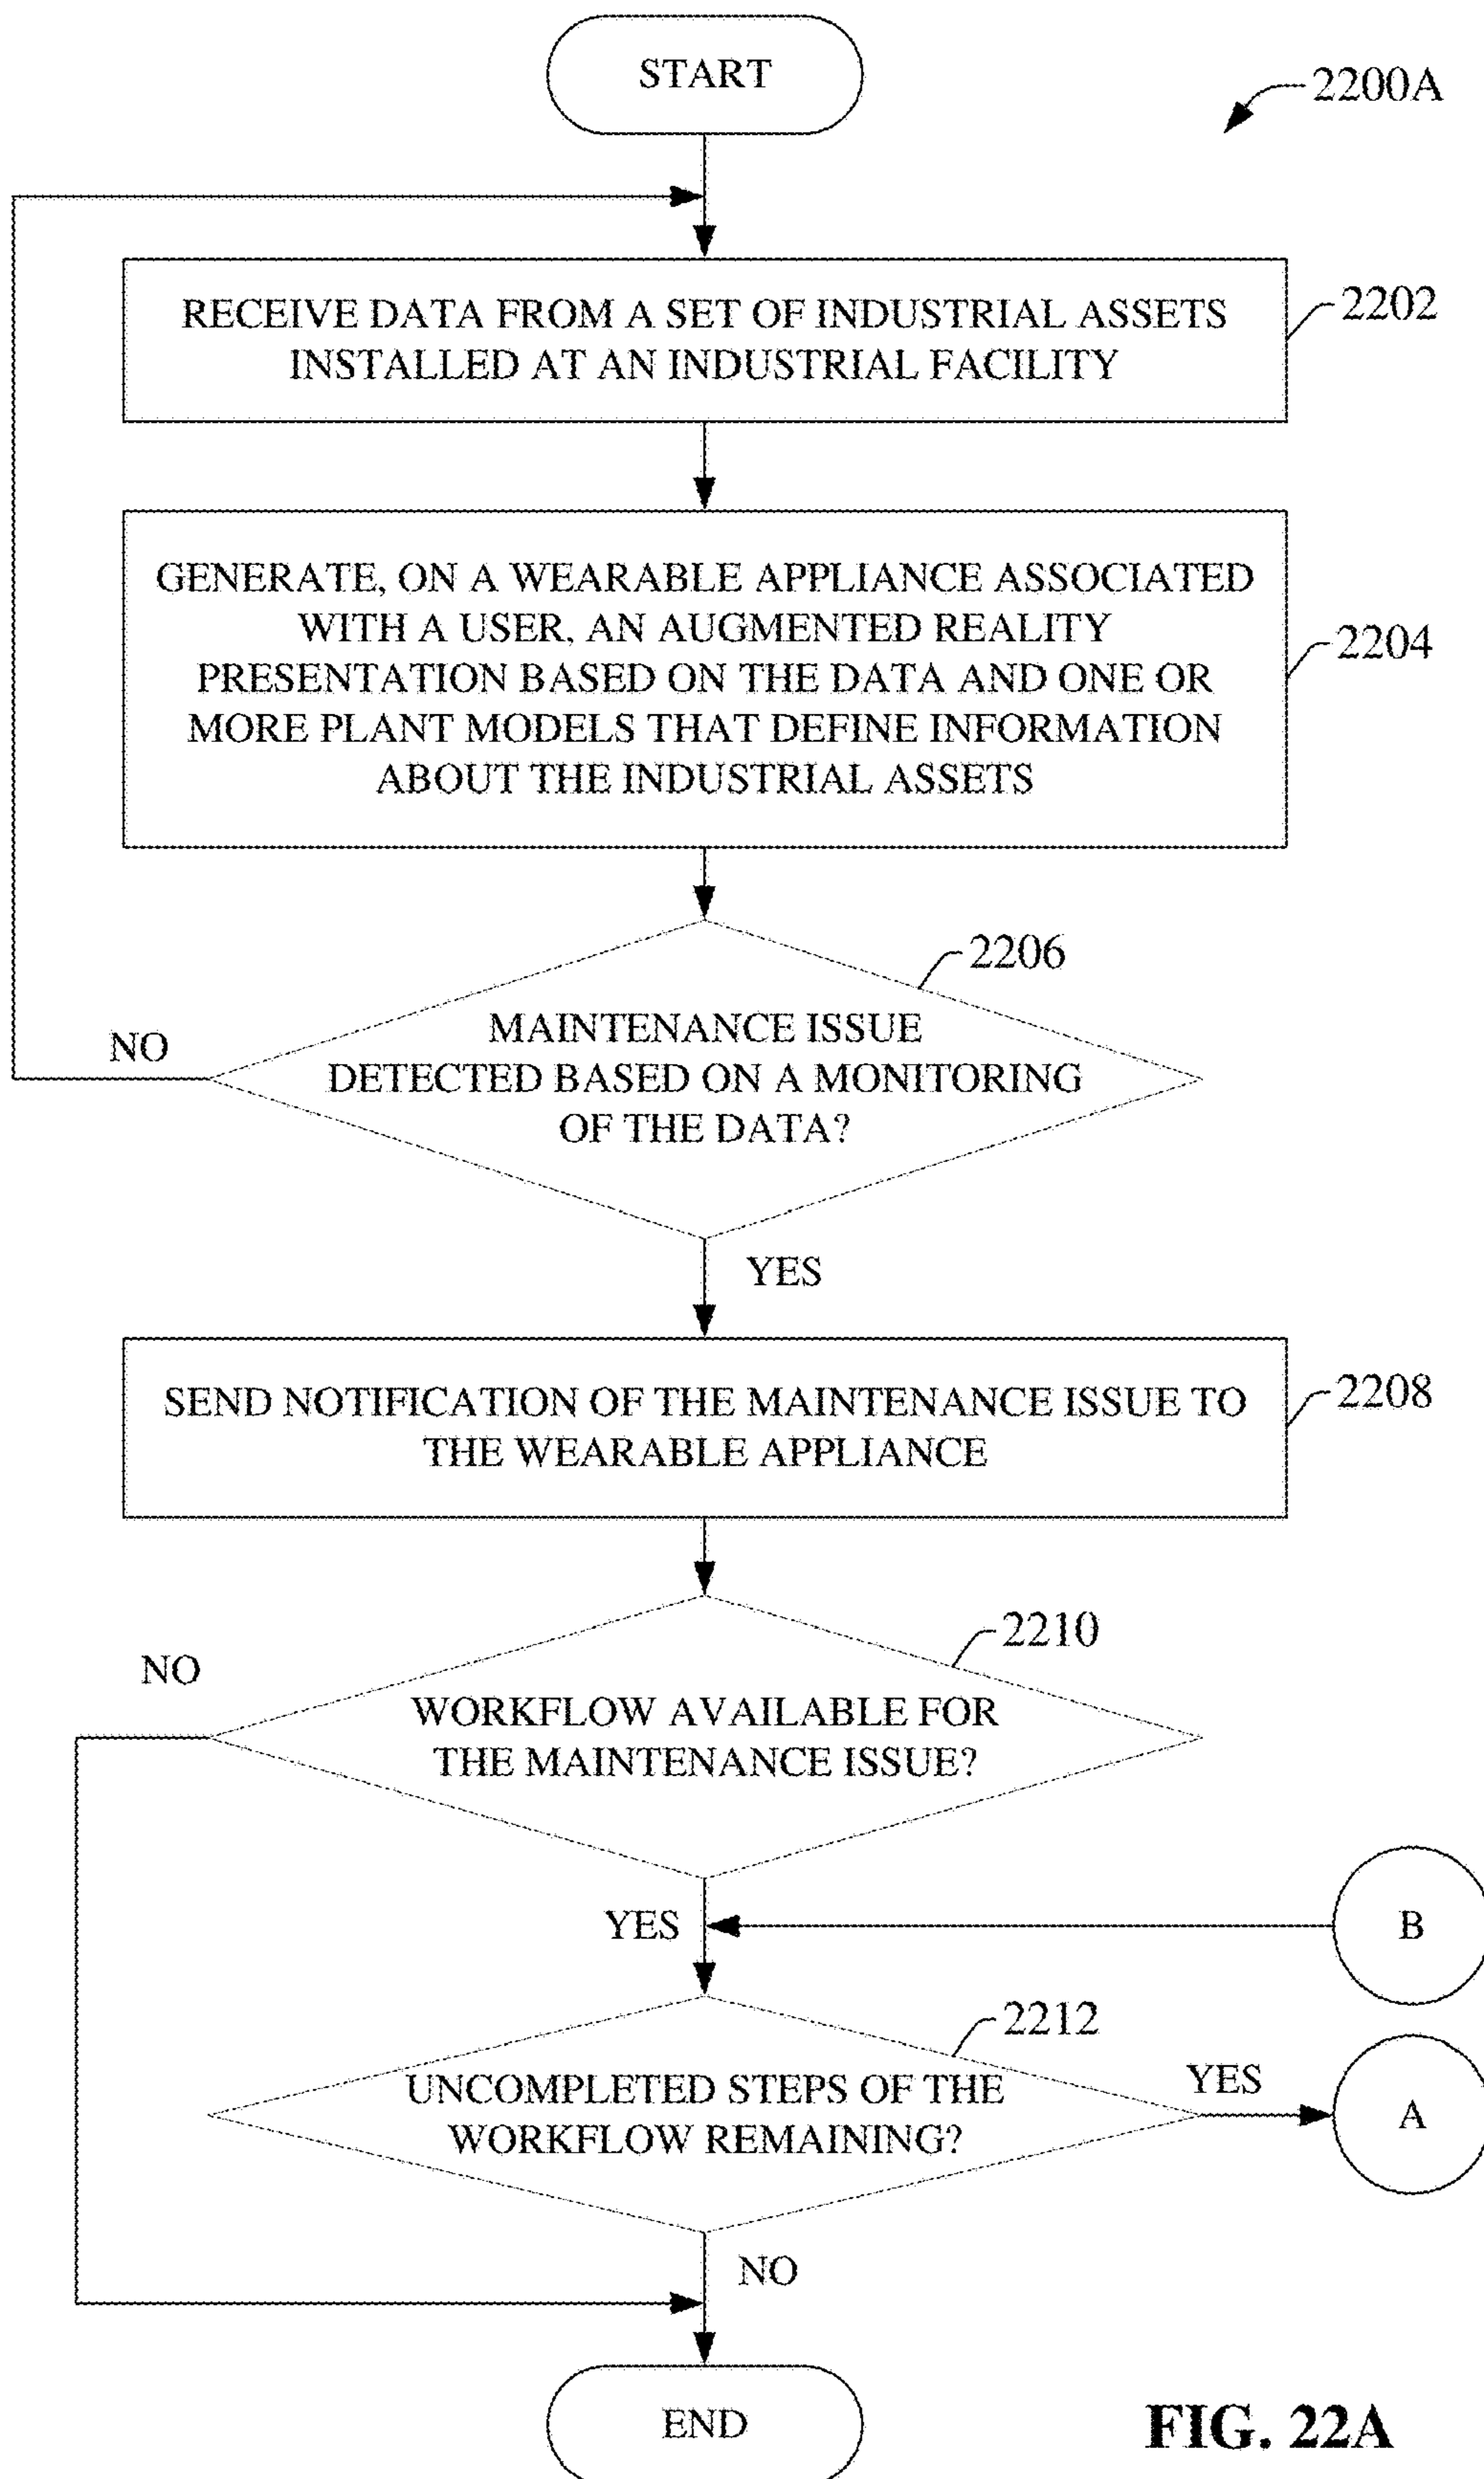 START
2200A
RECEIVE DATA FROM A SET OF INDUSTRIAL ASSETS
INSTALLED AT AN INDUSTRIAL FACILITY
2202
GENERATE, ON A WEARABLE APPLIANCE ASSOCIATED
WITH A USER, AN AUGMENTED REALITY
PRESENTATION BASED ON THE DATA AND ONE OR
MORE PLANT MODELS THAT DEFINE INFORMATION
ABOUT THE INDUSTRIAL ASSETS
2204
2206
NO
MAINTENANCE ISSUE
DETECTED BASED ON A MONITORING
OF THE DATA?
YES
SEND NOTIFICATION OF THE MAINTENANCE ISSUE TO
THE WEARABLE APPLIANCE
2208
2210
NO
WORKFLOW AVAILABLE FOR
THE MAINTENANCE ISSUE?
YES
B
2212
UNCOMPLETED STEPS OF THE
WORKFLOW REMAINING?
YES
A
NO
END
FIG. 22A